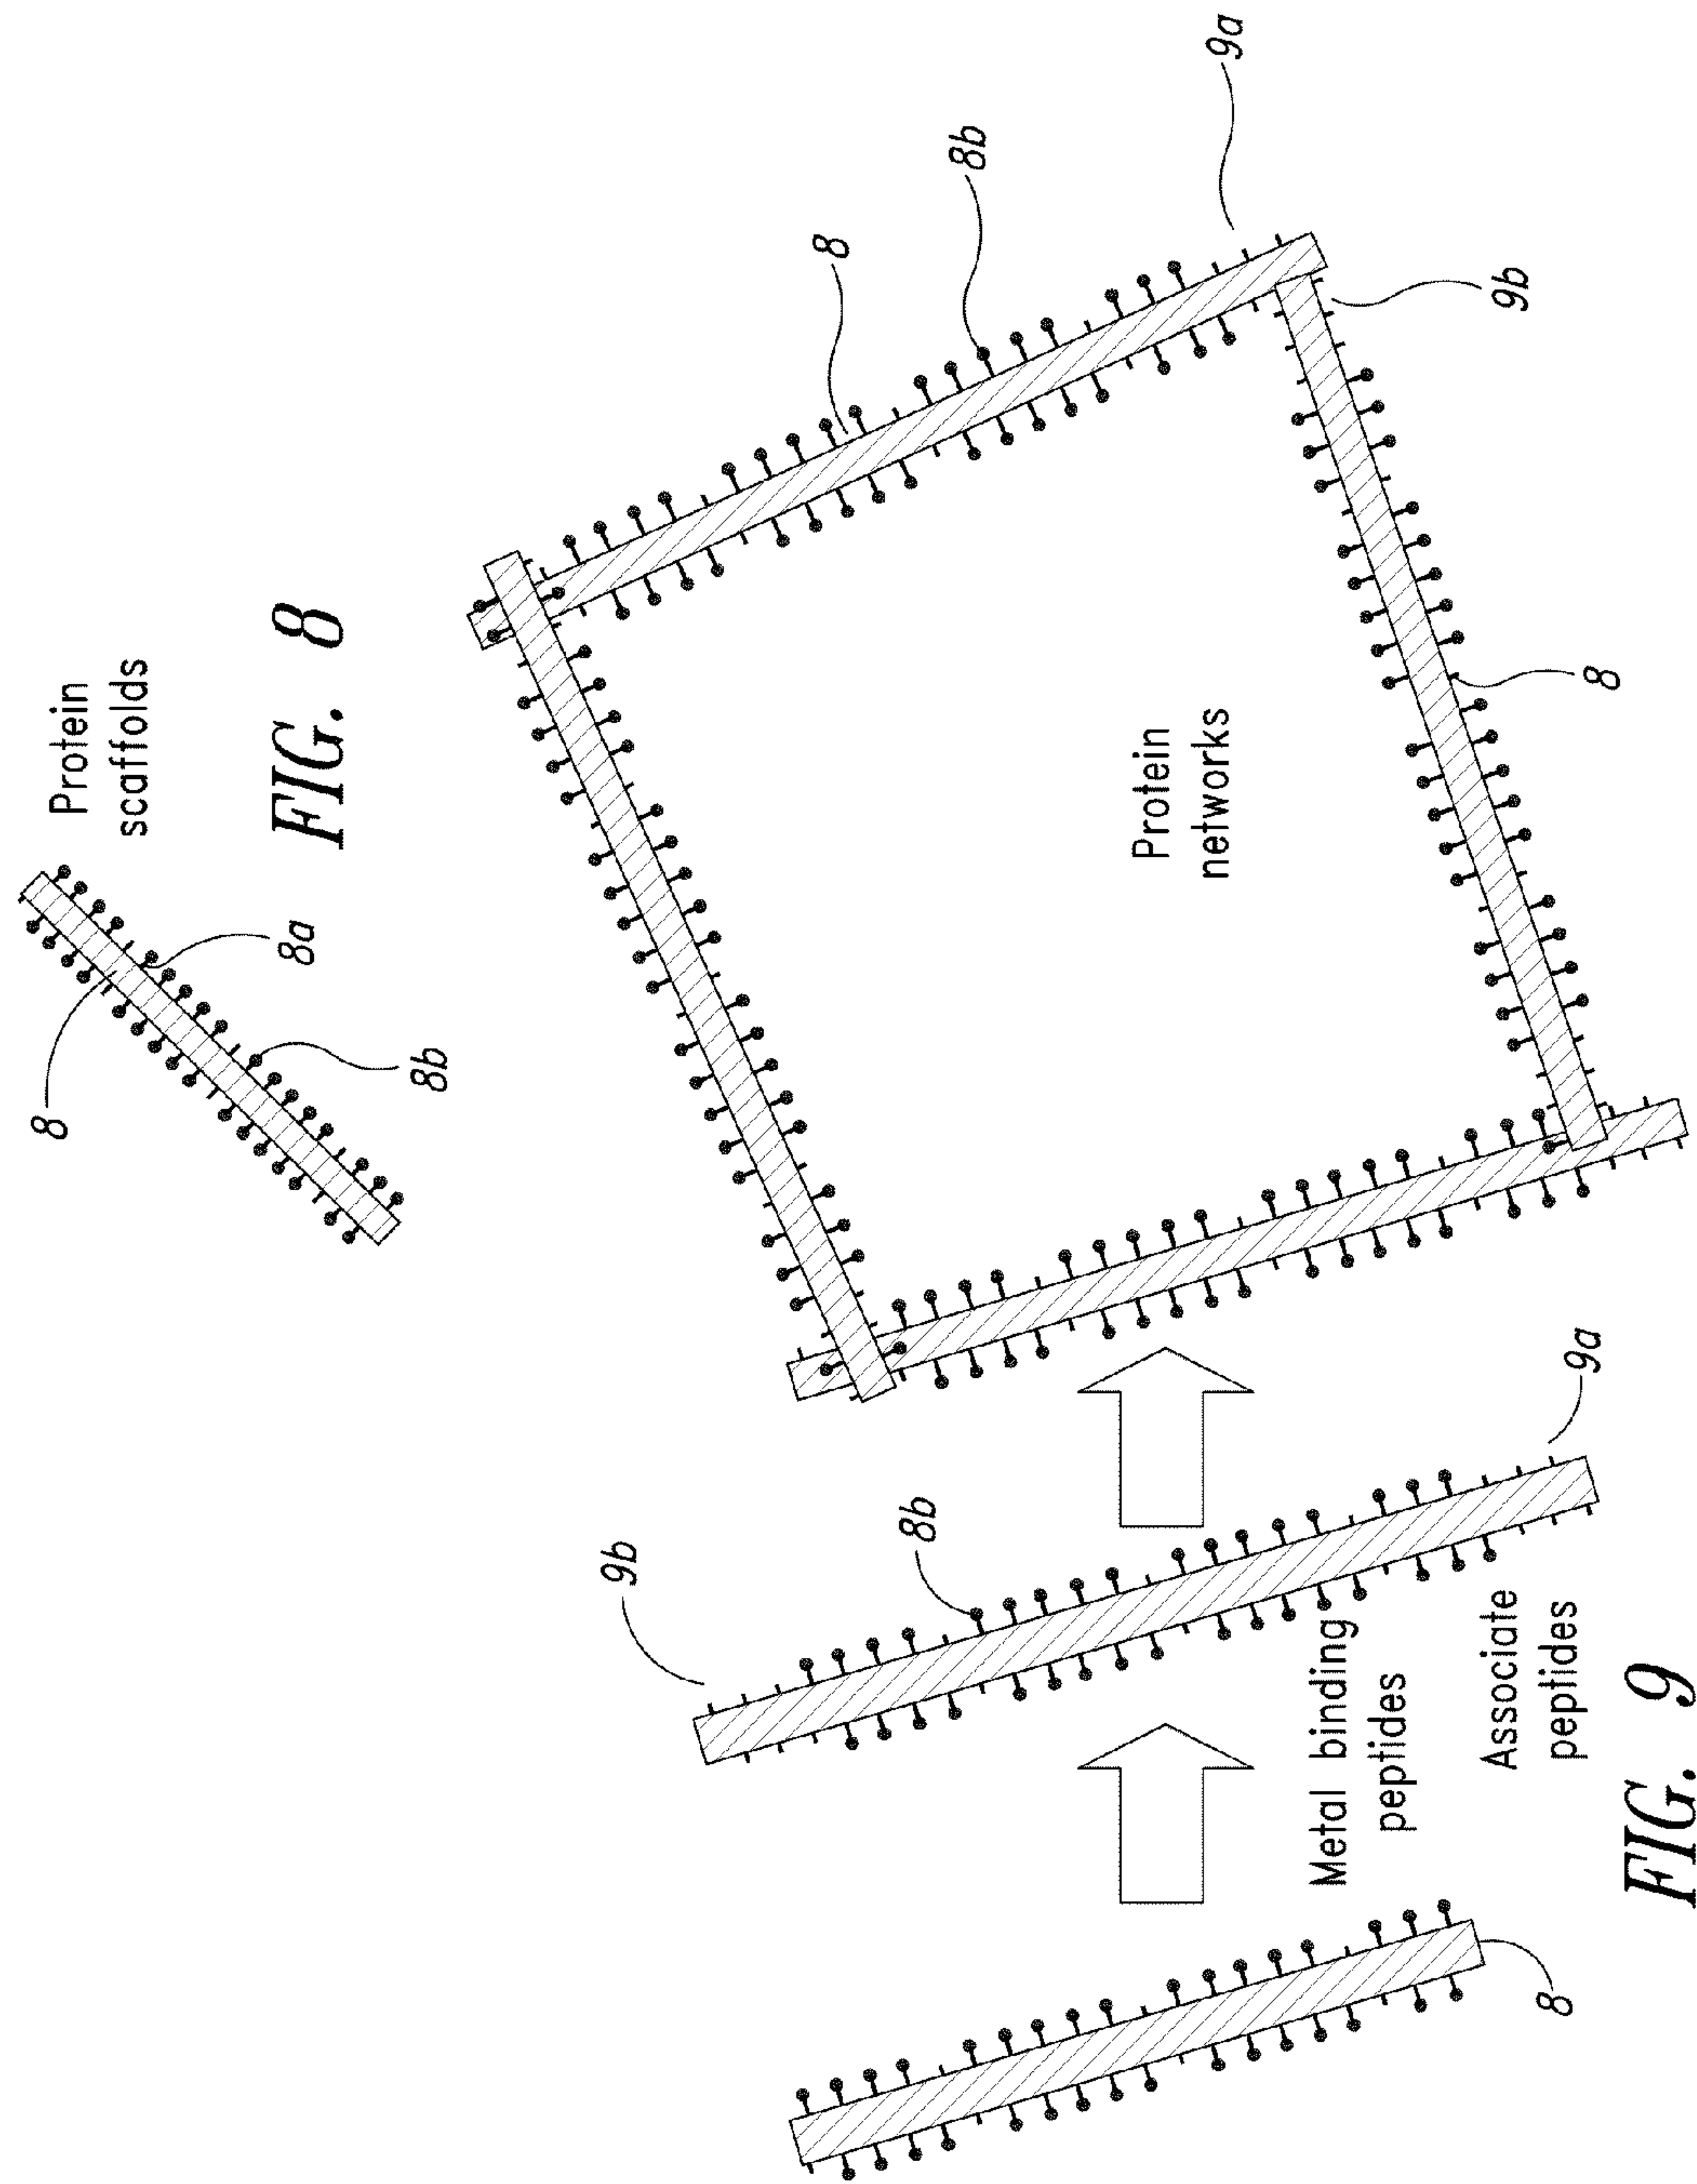 8
Protein
scaffolds
8a
FIG. 8
8b
9b
8
8b
8b
Protein
networks
9a
Metal binding
peptides
Associate
peptides
9b
8
9a
8
FIG. 9